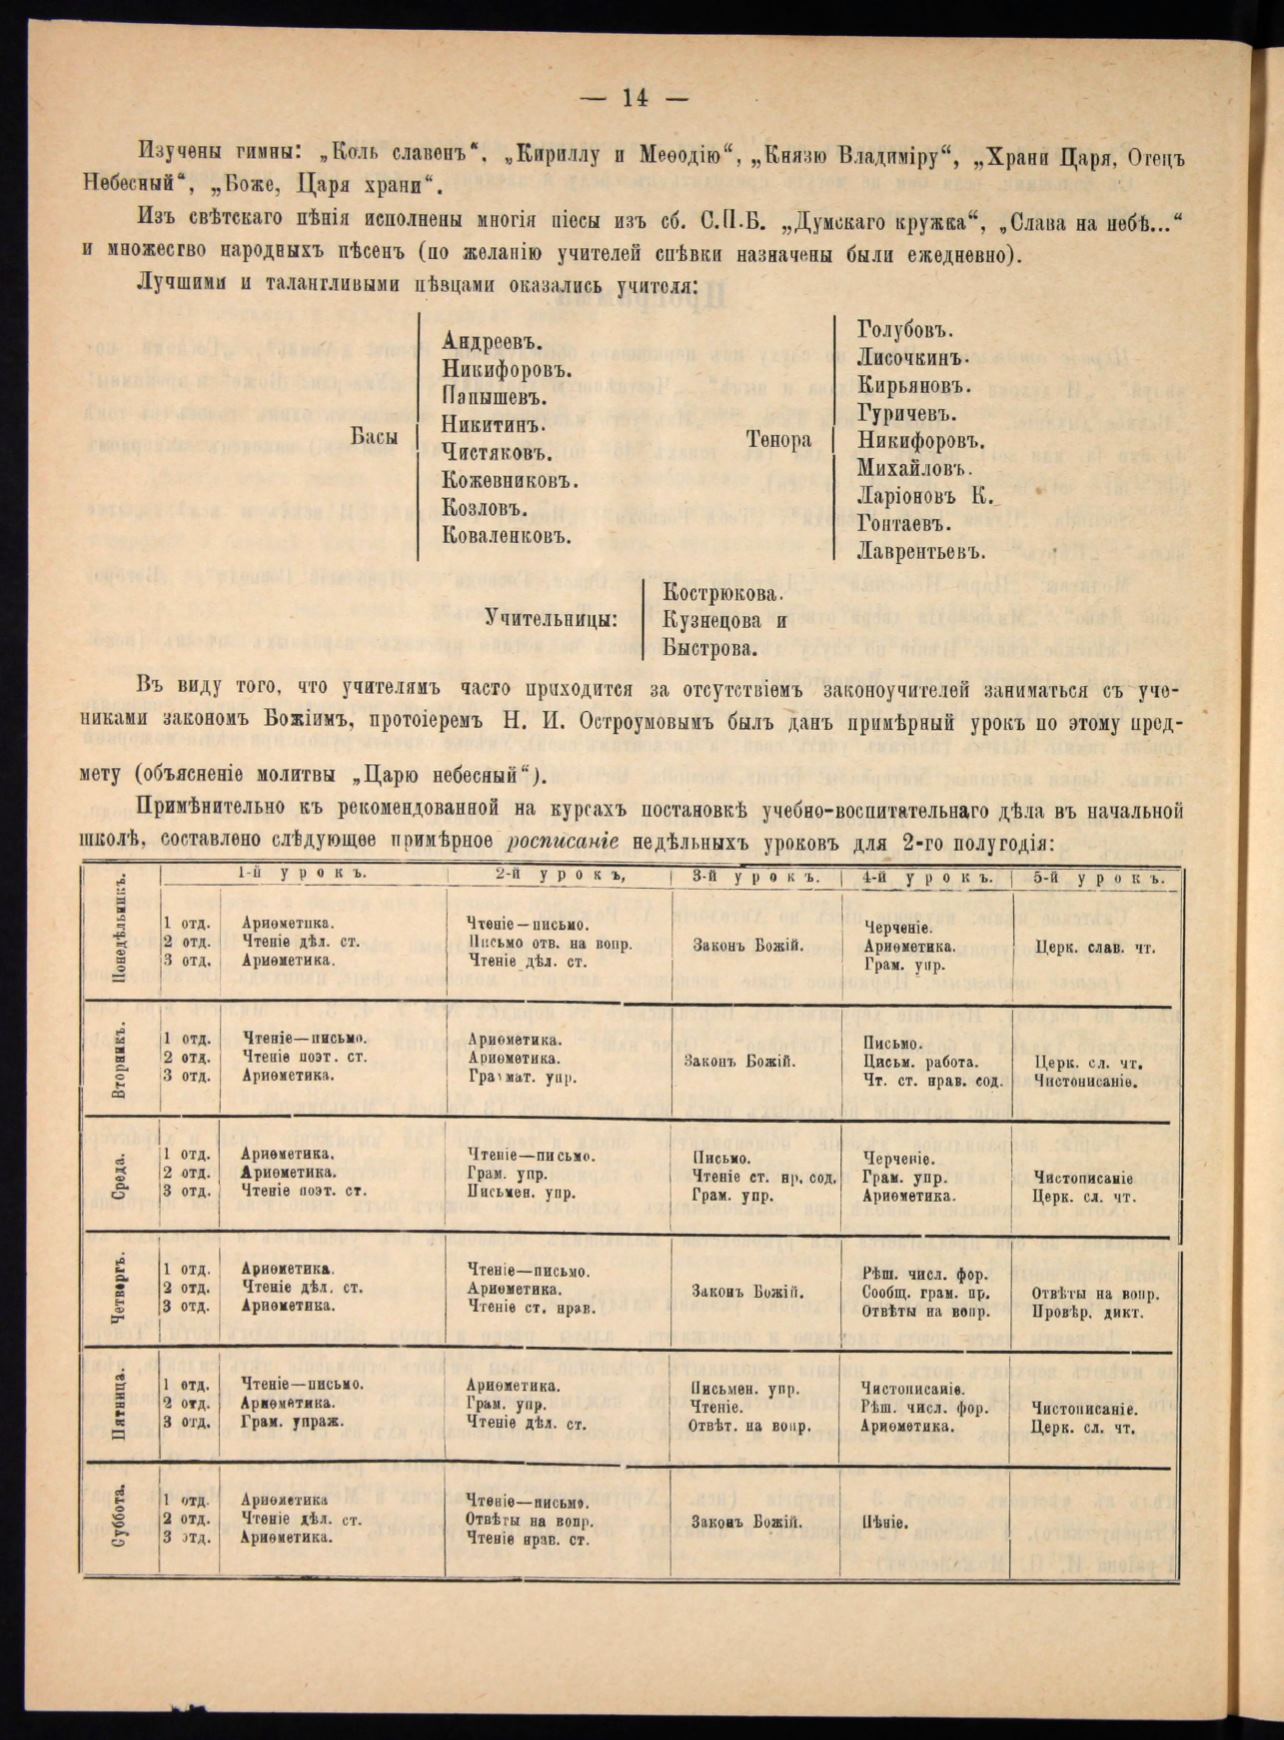 — 14 —
Изучены гимны: „Коль славенъ“, „Кириллу и Меѳодію“, „Князю Владиміру“, „Храни Царя, Отецъ
Небесный“, „Боже, Царя храни“.
Изъ свѣтскаго пѣнія исполнены многія піесы изъ сб. С.П.Б. „Думскаго кружка“, „Слава на небѣ...“
и множество народныхъ пѣсенъ (по желанію учителей спѣвки назначены были ежедневно).
Лучшими и талантливыми пѣвцами оказались учителя:
Басы
Андреевъ.
Никифоровъ.
Папышевъ.
Никитинъ.
Чистяковъ.
Кожевниковъ.
Козловъ.
Коваленковъ.
Тенора
Голубовъ.
Лисочкинъ.
Кирьяновъ.
Гуричевъ.
Никифоровъ.
Михайловъ.
Ларіоновъ К.
Гонтаевъ.
Лаврентьевъ.
Учительницы:
Кострюкова.
Кузнецова и
Быстрова.
Въ виду того, что учителямъ часто приходится за отсутствіемъ законоучителей заниматься съ уче-
никами закономъ Божіимъ, протоіеремъ Н. И. Остроумовымъ былъ данъ примѣрный урокъ по этому пред-
мету (объясненіе молитвы „Царю небесный“).
Примѣнительно къ рекомендованной на курсахъ постановкѣ учебно-воспитательнаго дѣла въ начальной
школѣ, составлено слѣдующее примѣрное росписаніе недѣльныхъ уроковъ для 2-го полугодія:
1-й урокъ. 2-й урокъ, 3-й урокъ. 4-й урокъ. 5-й урокъ.
Понедѣльникъ.
1 отд. Ариѳметика. Чтеніе—письмо. Черченіе.
2 отд. Чтеніе дѣл. ст. Письмо отв. на вопр. Законъ Божій. Ариѳметика. Церк. слав. чт.
3 отд. Ариѳметика. Чтеніе дѣл. ст. Грам. упр.
Вторникъ.
1 отд. Чтеніе—письмо. Ариѳметика. Письмо.
2 отд. Чтеніе поэт. ст. Ариѳметика. Законъ Божій. Письм. работа. Церк. сл. чт.
3 отд. Ариѳметика. Граммат. упр. Чт. ст. нрав. сод. Чистописаніе.
Среда.
1 отд. Ариѳметика. Чтеніе—письмо. Письмо. Черченіе.
2 отд. Ариѳметика. Грам. упр. Чтеніе ст. нр. сод. Грам. упр. Чистописаніе
3 отд. Чтеніе поэт. ст. Письмен. упр. Грам. упр. Ариѳметика. Церк. сл. чт.
Четвергъ.
1 отд. Ариѳметика. Чтеніе—письмо. Рѣш. числ. фор.
2 отд. Чтеніе дѣл. ст. Ариѳметика. Законъ Божій. Сообщ. грам. пр. Отвѣты на вопр.
3 отд. Ариѳметика. Чтеніе ст. нрав. Отвѣты на вопр. Провѣр. дикт.
Пятница.
1 отд. Чтеніе—письмо. Ариѳметика. Письмен. упр. Чистописаніе.
2 отд. Ариѳметика. Грам. упр. Чтеніе. Рѣш. числ. фор. Чистописаніе.
3 отд. Грам. упраж. Чтеніе дѣл. ст. Отвѣт. на вопр. Ариѳметика. Церк. сл. чт.
Суббота.
1 отд. Ариѳметика Чтеніе—письмо.
2 отд. Чтеніе дѣл. ст. Отвѣты на вопр. Законъ Божій. Пѣніе.
3 отд. Ариѳметика. Чтеніе нрав. ст.